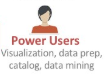 Power Users
Visualization, data prep,
catalog, data mining